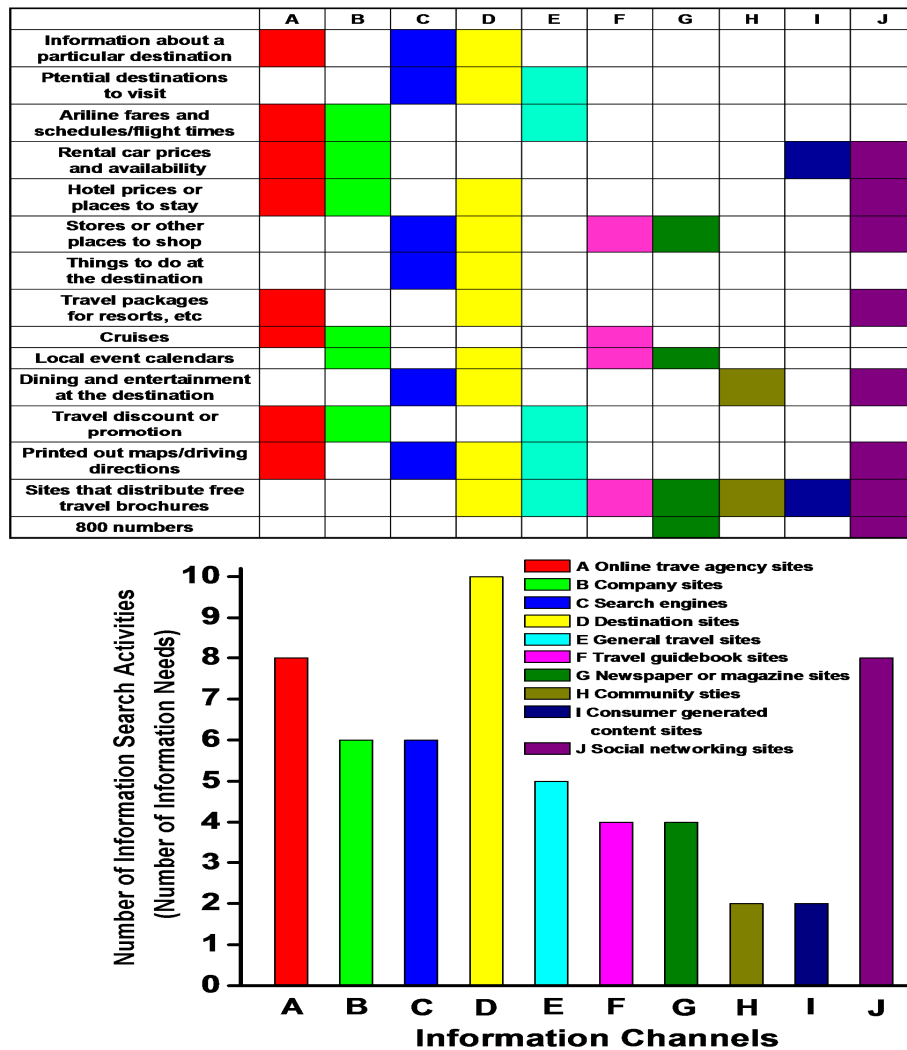 A B C D E F G H I J
Information about a
particular destination
Ptential destinations
to visit
Ariline fares and
schedules/flight times
Rental car prices
and availability
Hotel prices or
places to stay
Stores or other
places to shop
Things to do at
the destination
Travel packages
for resorts, etc
Cruises
Local event calendars
Dining and entertainment
at the destination
Travel discount or
promotion
Printed out maps/driving
directions
Sites that distribute free
travel brochures
800 numbers
Number of Information Search Activities
(Number of Information Needs)
10
9
8
7
6
5
4
3
2
1
0
A Online trave agency sites
B Company sites
C Search engines
D Destination sites
E General travel sites
F Travel guidebook sites
G Newspaper or magazine sites
H Community sties
I Consumer generated
content sites
J Social networking sites
A B C D E F G H I J
Information Channels